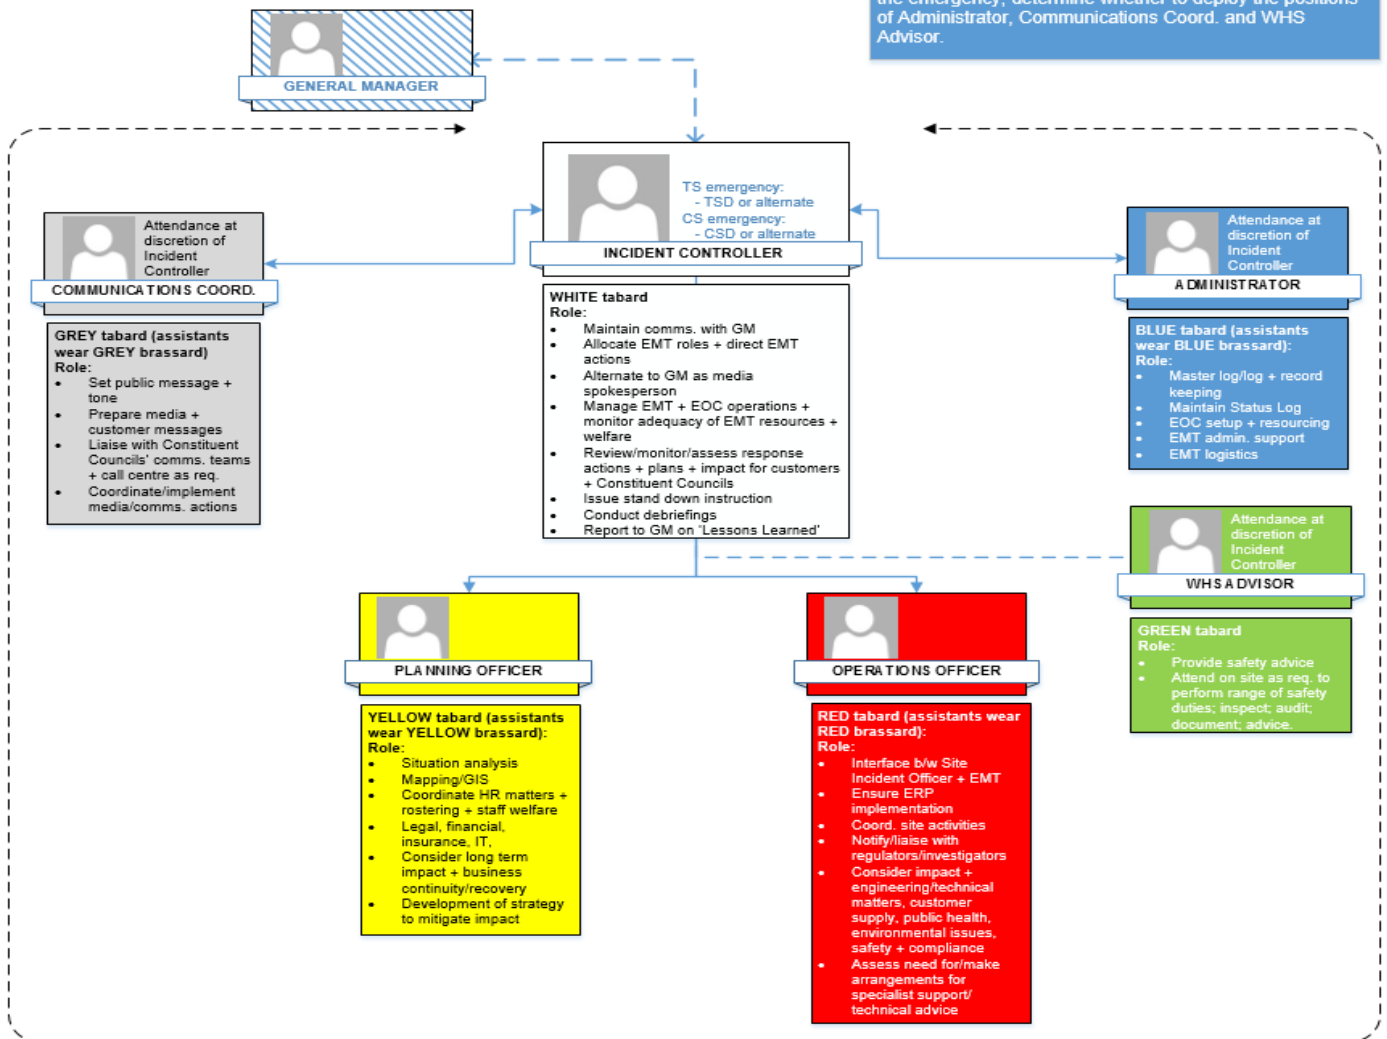 the emergency; determine whether to deploy the positions
of Administrator, Communications Coord. and WHS
Advisor.
GENERAL MANAGER
TS emergency:
- TSD or alternate
CS emergency:
- CSD or alternate
INCIDENT CONTROLLER
WHITE tabard
Role:
• Maintain comms. with GM
• Allocate EMT roles + direct EMT
actions
• Alternate to GM as media
spokesperson
• Manage EMT + EOC operations +
monitor adequacy of EMT resources +
welfare
• Review/monitor/assess response
actions + plans + impact for customers
+ Constituent Councils
• Issue stand down instruction
• Conduct debriefings
• Report to GM on 'Lessons Learned'
Attendance at
discretion of
Incident
Controller
COMMUNICATIONS COORD.
GREY tabard (assistants
wear GREY brassard)
Role:
• Set public message +
tone
• Prepare media +
customer messages
• Liaise with Constituent
Councils' comms. teams
+ call centre as req.
• Coordinate/implement
media/comms. actions
Attendance at
discretion of
Incident
Controller
ADMINISTRATOR
BLUE tabard (assistants
wear BLUE brassard):
Role:
• Master log/log + record
keeping
• Maintain Status Log
• EOC setup + resourcing
• EMT admin. support
• EMT logistics
Attendance at
discretion of
Incident
Controller
WHS ADVISOR
GREEN tabard
Role:
• Provide safety advice
• Attend on site as req. to
perform range of safety
duties; inspect; audit;
document; advice.
PLANNING OFFICER
YELLOW tabard (assistants
wear YELLOW brassard):
Role:
• Situation analysis
• Mapping/GIS
• Coordinate HR matters +
rostering + staff welfare
• Legal, financial,
insurance, IT,
• Consider long term
impact + business
continuity/recovery
• Development of strategy
to mitigate impact
OPERATIONS OFFICER
RED tabard (assistants wear
RED brassard):
Role:
• Interface b/w Site
Incident Officer + EMT
• Ensure ERP
implementation
• Coord. site activities
• Notify/liaise with
regulators/investigators
• Consider impact +
engineering/technical
matters, customer
supply, public health,
environmental issues,
safety + compliance
• Assess need for/make
arrangements for
specialist support/
technical advice